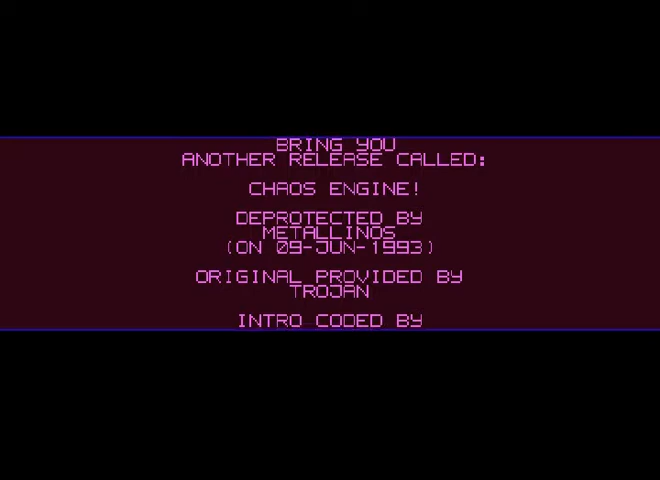 BRING YOU
ANOTHER RELEASE CALLED:
CHAOS ENGINE!
DEPROTECTED BY
METALLINOS
(ON 09-JUN-1993)
ORIGINAL PROVIDED BY
TROJAN
INTRO CODED BY